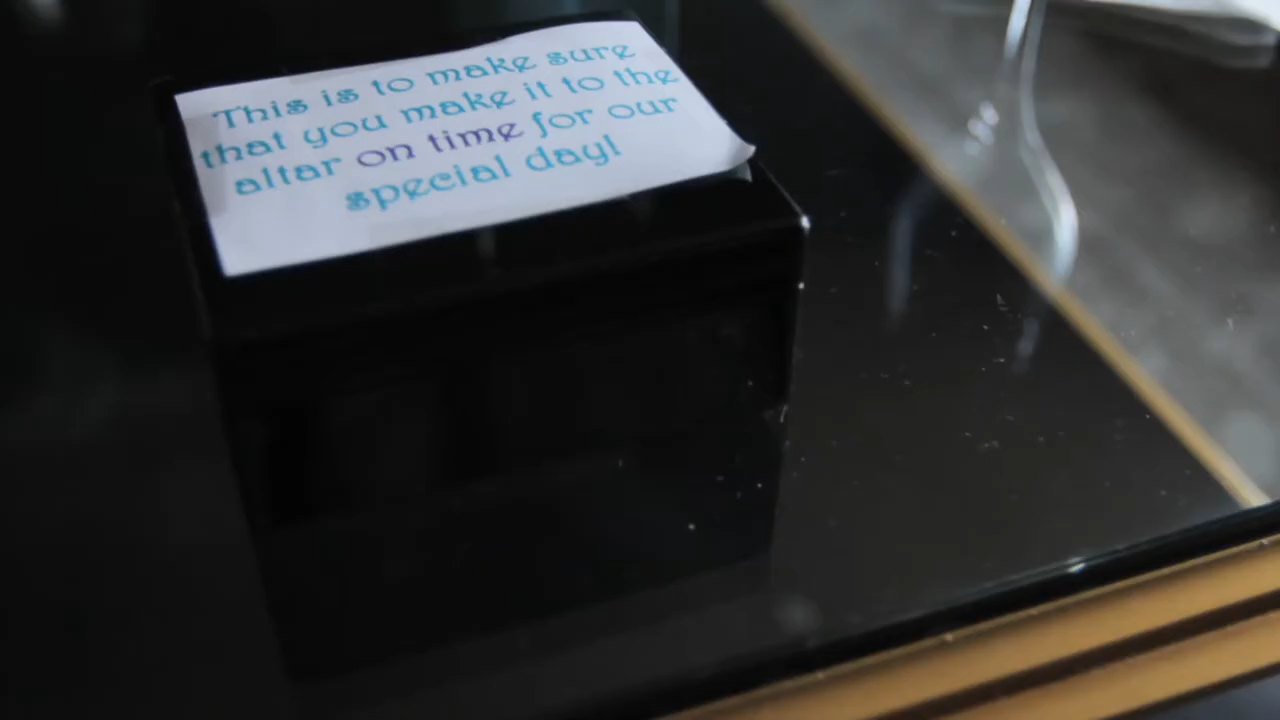 This is to make sure
that you make it to the
altar on time for our
special day!